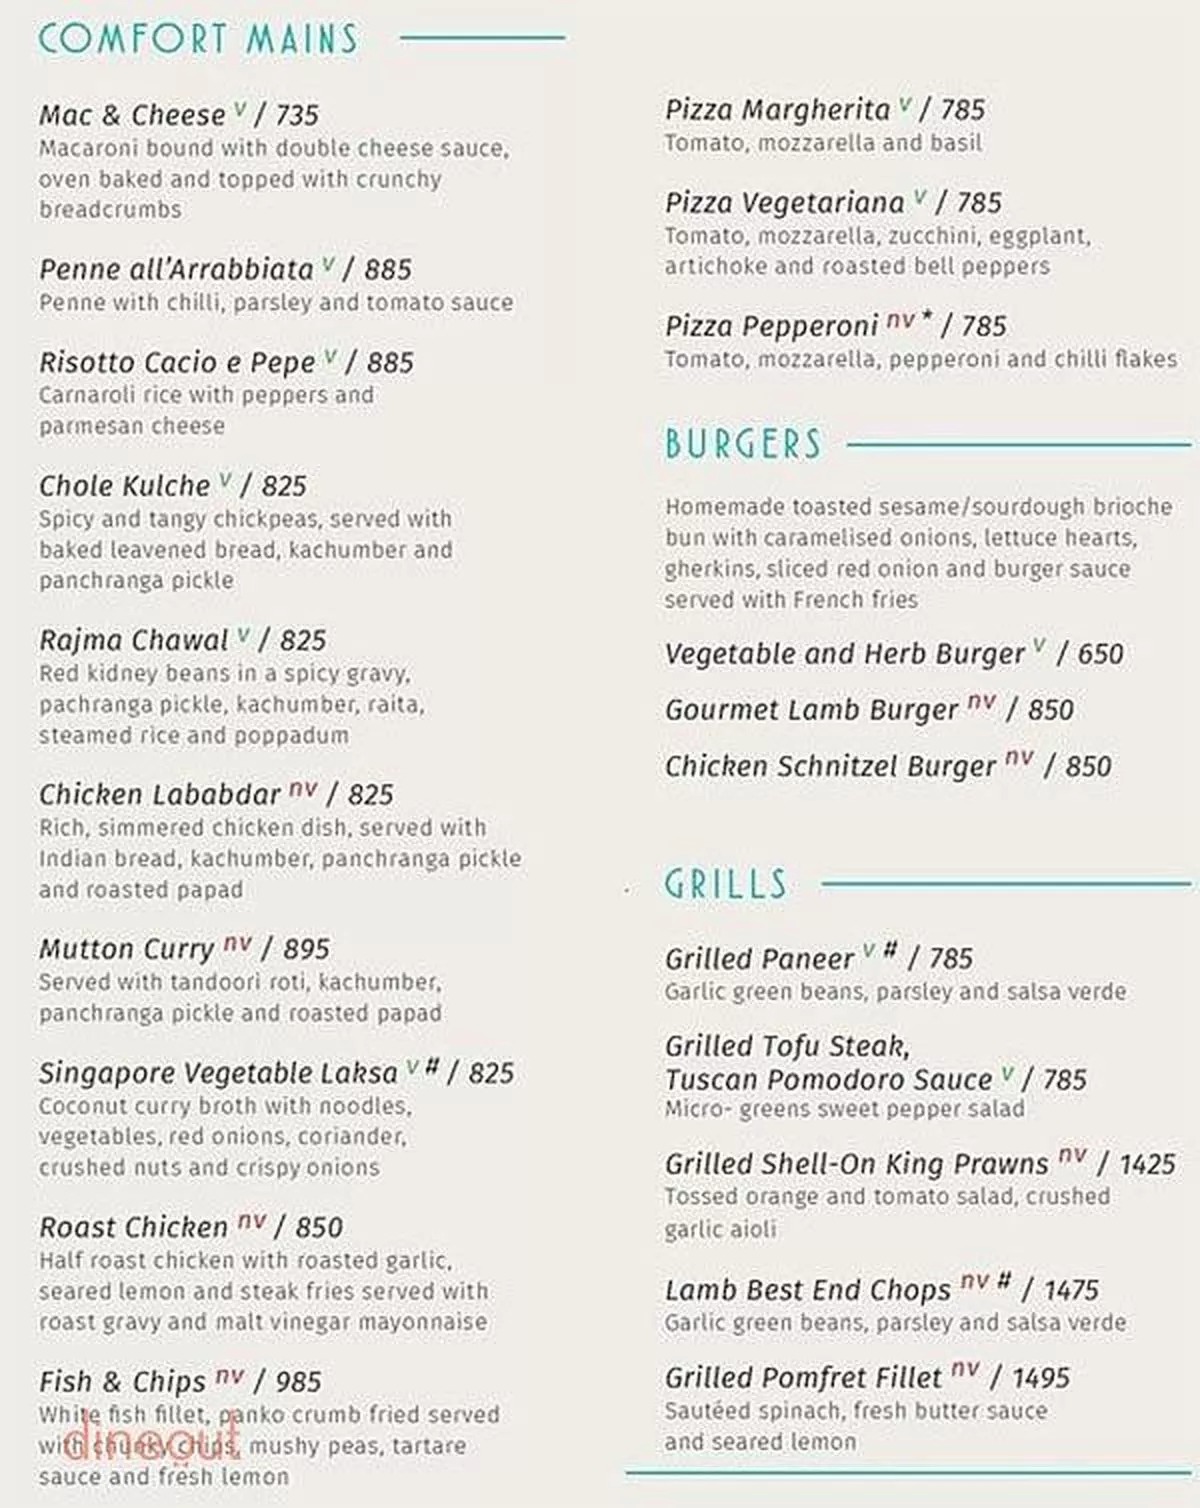 COMFORT MAINS
Mac & Cheese v / 735
Macaroni bound with double cheese sauce,
oven baked and topped with crunchy
breadcrumbs
Penne all'Arrabbiata v / 885
Penne with chilli, parsley and tomato sauce
Risotto Cacio e Pepe v / 885
Carnaroli rice with peppers and
parmesan cheese
Chole Kulche v / 825
Spicy and tangy chickpeas, served with
baked leavened bread, kachumber and
panchranga pickle
Rajma Chawal v / 825
Red kidney beans in a spicy gravy,
pachranga pickle, kachumber, raita,
steamed rice and poppadum
Chicken Lababdar nv / 825
Rich, simmered chicken dish, served with
Indian bread, kachumber, panchranga pickle
and roasted papad
Mutton Curry nv / 895
Served with tandoori roti, kachumber,
panchranga pickle and roasted papad
Singapore Vegetable Laksa v # / 825
Coconut curry broth with noodles,
vegetables, red onions, coriander,
crushed nuts and crispy onions
Roast Chicken nv / 850
Half roast chicken with roasted garlic,
seared lemon and steak fries served with
roast gravy and malt vinegar mayonnaise
Fish & Chips nv / 985
White fish fillet, panko crumb fried served
with chunky chips, mushy peas, tartare
sauce and fresh lemon
dineout
Pizza Margherita v / 785
Tomato, mozzarella and basil
Pizza Vegetariana v / 785
Tomato, mozzarella, zucchini, eggplant,
artichoke and roasted bell peppers
Pizza Pepperoni nv * / 785
Tomato, mozzarella, pepperoni and chilli flakes
BURGERS
Homemade toasted sesame/sourdough brioche
bun with caramelised onions, lettuce hearts,
gherkins, sliced red onion and burger sauce
served with French fries
Vegetable and Herb Burger v / 650
Gourmet Lamb Burger nv / 850
Chicken Schnitzel Burger nv / 850
GRILLS
Grilled Paneer v # / 785
Garlic green beans, parsley and salsa verde
Grilled Tofu Steak,
Tuscan Pomodoro Sauce v / 785
Micro- greens sweet pepper salad
Grilled Shell-On King Prawns nv / 1425
Tossed orange and tomato salad, crushed
garlic aioli
Lamb Best End Chops nv # / 1475
Garlic green beans, parsley and salsa verde
Grilled Pomfret Fillet nv / 1495
Sautéed spinach, fresh butter sauce
and seared lemon